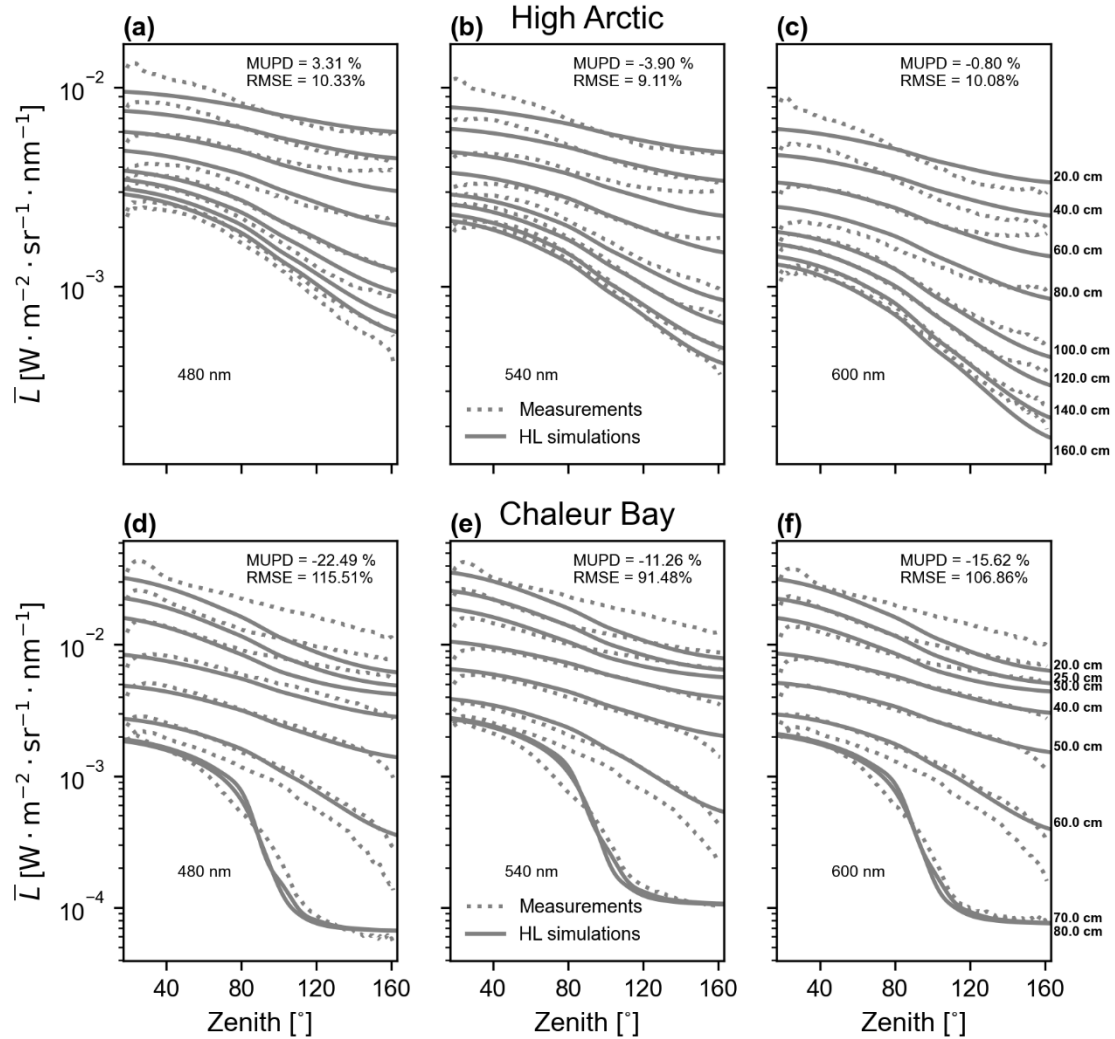 High Arctic
(a)
(b)
(c)
MUPD = 3.31 %
RMSE = 10.33%
MUPD = -3.90 %
RMSE = 9.11%
MUPD = -0.80 %
RMSE = 10.08%
10⁻²
10⁻³
L̅ [W · m⁻² · sr⁻¹ · nm⁻¹]
480 nm
540 nm
600 nm
Measurements
HL simulations
20.0 cm
40.0 cm
60.0 cm
80.0 cm
100.0 cm
120.0 cm
140.0 cm
160.0 cm
Chaleur Bay
(d)
(e)
(f)
MUPD = -22.49 %
RMSE = 115.51%
MUPD = -11.26 %
RMSE = 91.48%
MUPD = -15.62 %
RMSE = 106.86%
10⁻²
10⁻³
10⁻⁴
L̅ [W · m⁻² · sr⁻¹ · nm⁻¹]
480 nm
540 nm
600 nm
Measurements
HL simulations
20.0 cm
25.0 cm
30.0 cm
40.0 cm
50.0 cm
60.0 cm
70.0 cm
80.0 cm
40 80 120 160
40 80 120 160
40 80 120 160
Zenith [°]
Zenith [°]
Zenith [°]